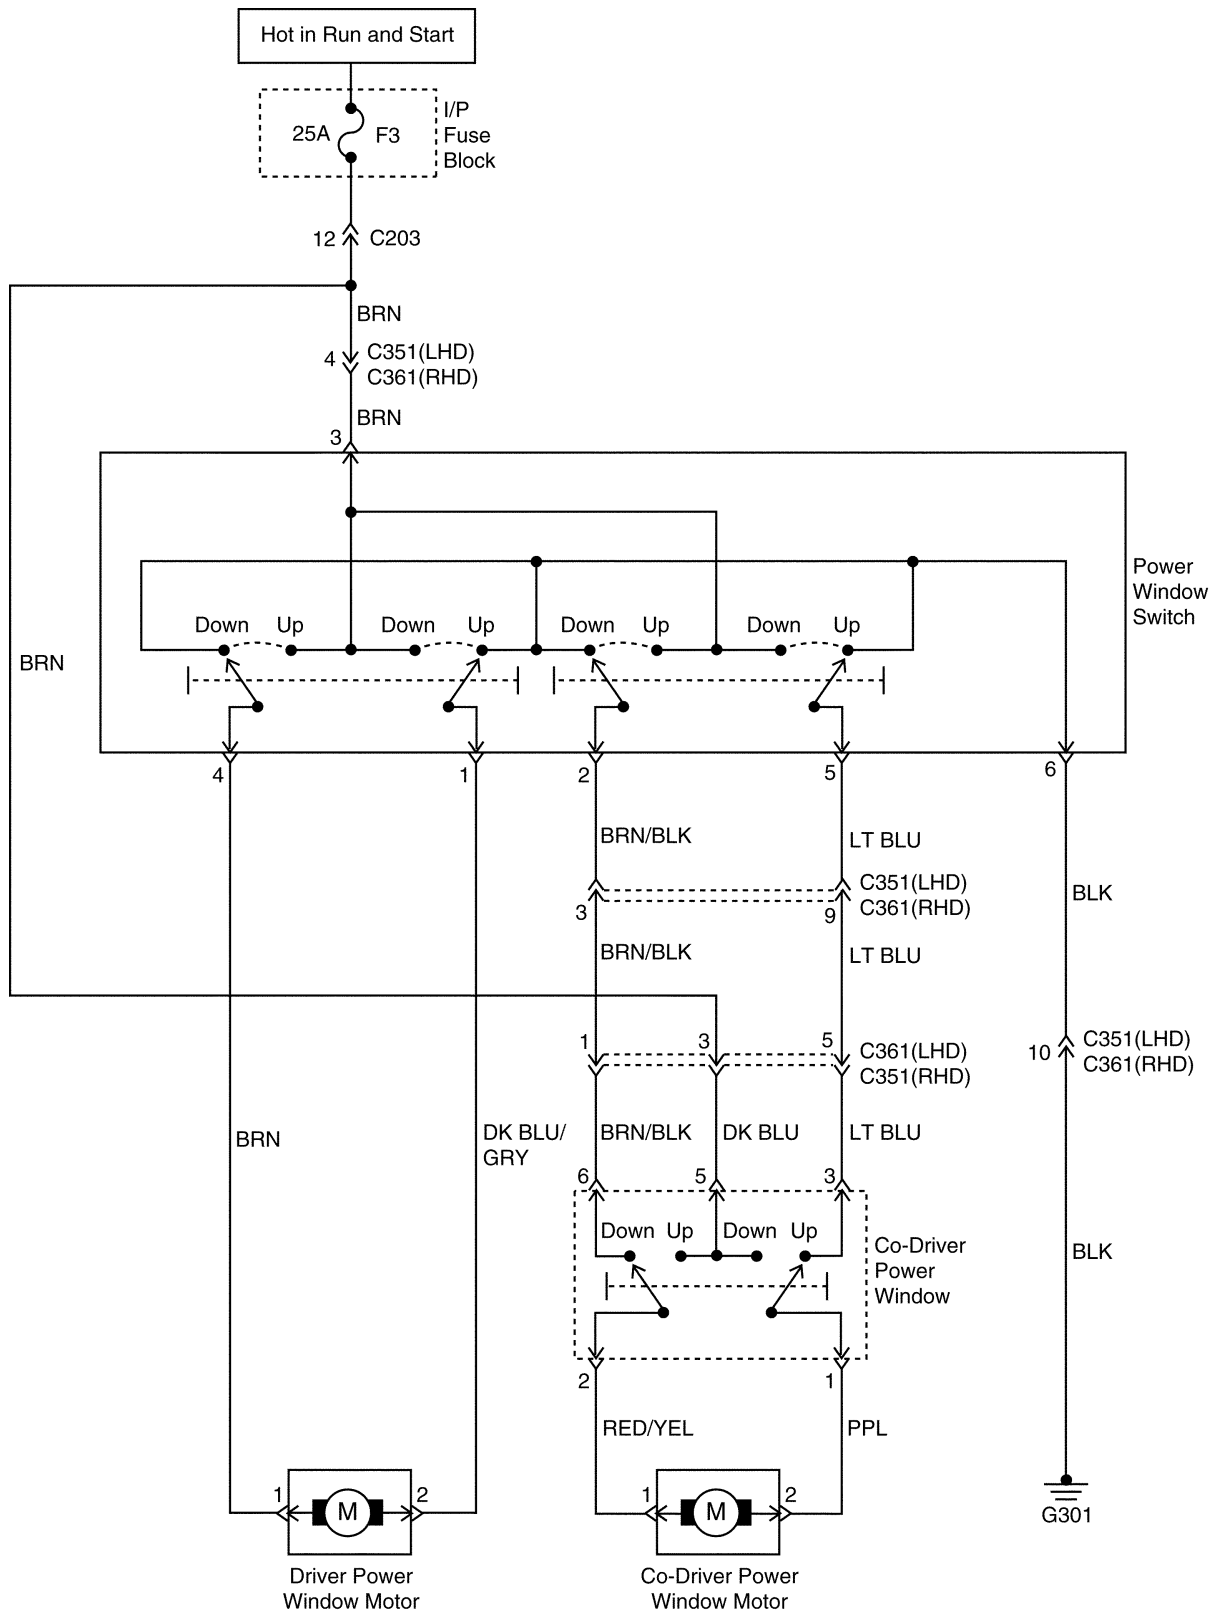 Hot in Run and Start
25A
F3
I/P
Fuse
Block
12
C203
BRN
4
C351(LHD)
C361(RHD)
BRN
3
Power
Window
Switch
Down
Up
Down
Up
Down
Up
Down
Up
BRN
4
1
2
5
6
BRN/BLK
LT BLU
C351(LHD)
C361(RHD)
3
9
BLK
BRN/BLK
LT BLU
1
3
5
C361(LHD)
C351(RHD)
10
C351(LHD)
C361(RHD)
BRN
DK BLU/
GRY
BRN/BLK
DK BLU
LT BLU
6
5
3
Down
Up
Down
Up
Co-Driver
Power
Window
BLK
2
1
RED/YEL
PPL
1
M
2
1
M
2
G301
Driver Power
Window Motor
Co-Driver Power
Window Motor